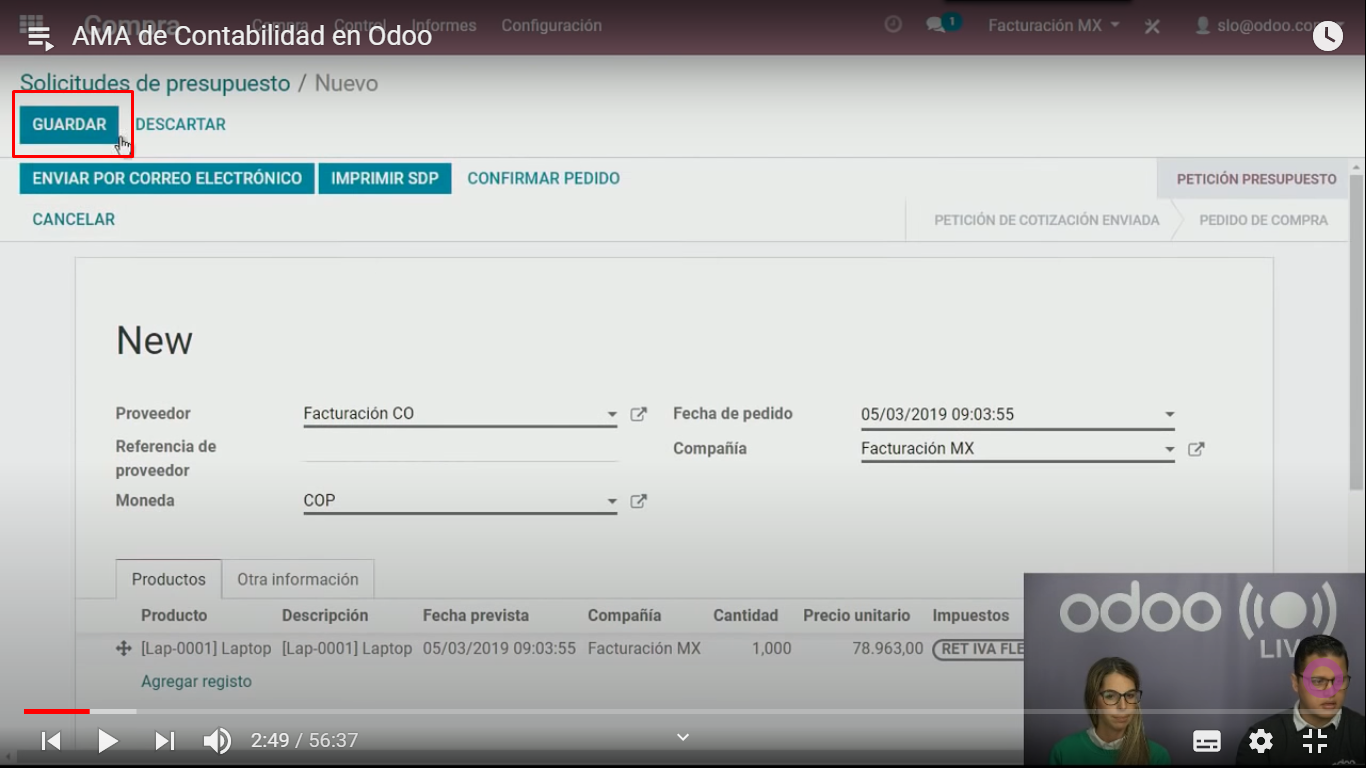 Compra Compra Control Informes Configuración 1 Facturación MX slo@odoo.co
AMA de Contabilidad en Odoo
Solicitudes de presupuesto / Nuevo
GUARDAR DESCARTAR
ENVIAR POR CORREO ELECTRÓNICO IMPRIMIR SDP CONFIRMAR PEDIDO PETICIÓN PRESUPUESTO
CANCELAR PETICIÓN DE COTIZACIÓN ENVIADA PEDIDO DE COMPRA
New
Proveedor Facturación CO Fecha de pedido 05/03/2019 09:03:55
Referencia de
proveedor
Compañía Facturación MX
Moneda COP
Productos Otra información
Producto Descripción Fecha prevista Compañía Cantidad Precio unitario Impuestos
[Lap-0001] Laptop [Lap-0001] Laptop 05/03/2019 09:03:55 Facturación MX 1,000 78.963,00 RET IVA FLE
Agregar registo
odoo
LIV
2:49 / 56:37
odoo